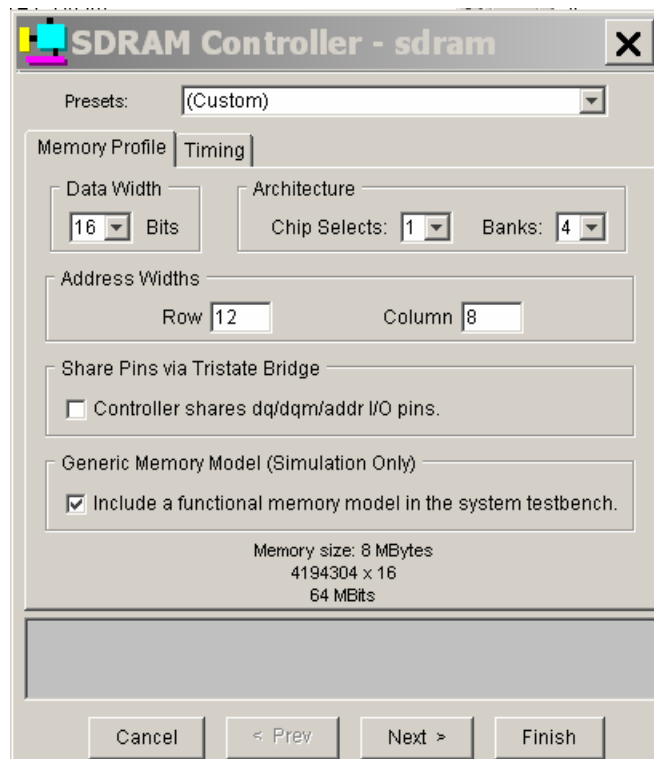 SDRAM Controller - sdram
Presets: (Custom)
Memory Profile Timing
Data Width Architecture
16 Bits Chip Selects: 1 Banks: 4
Address Widths
Row 12 Column 8
Share Pins via Tristate Bridge
Controller shares dq/dqm/addr I/O pins.
Generic Memory Model (Simulation Only)
Include a functional memory model in the system testbench.
Memory size: 8 MBytes
4194304 x 16
64 MBits
Cancel < Prev Next > Finish